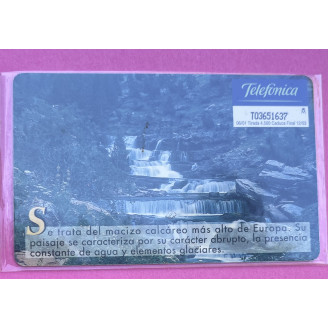 Telefónica
T03651637
Se trata del macizo calcáreo más alto de Europa. Su
paisaje se caracteriza por su carácter abrupto, la presencia
constante de agua y elementos glaciares.